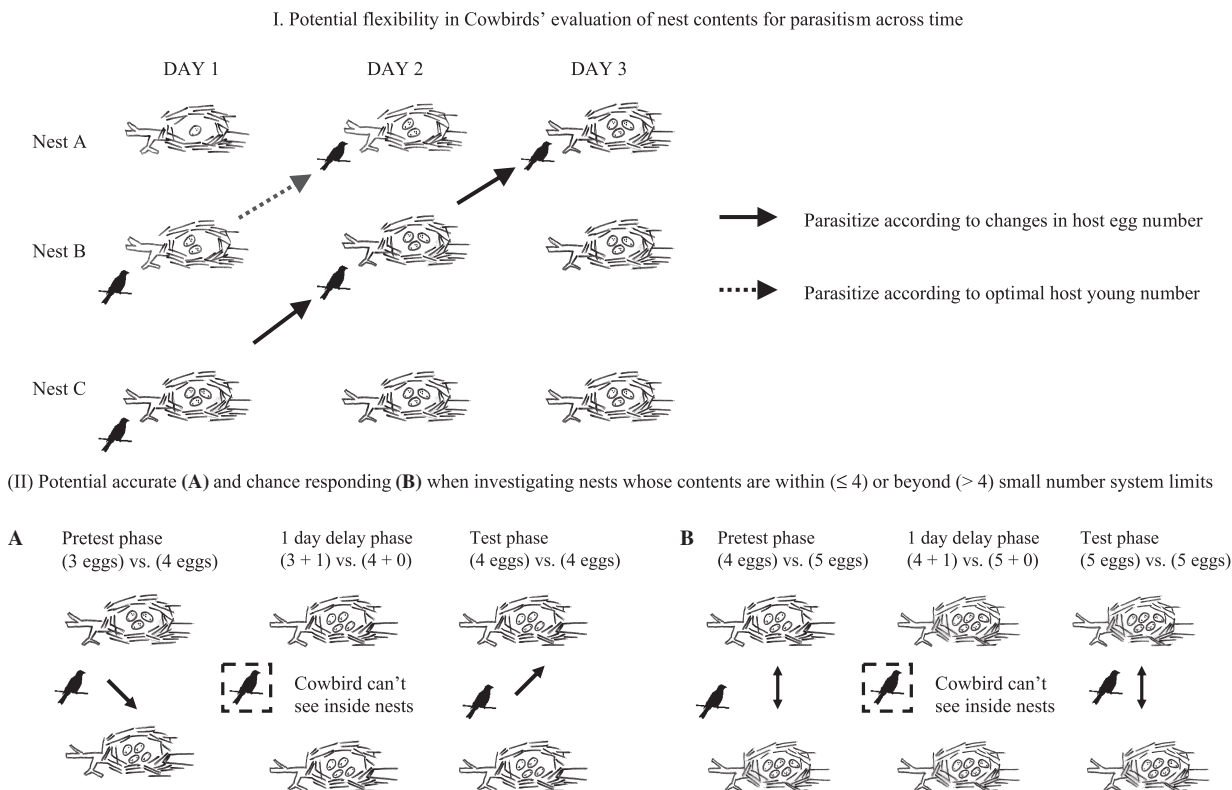 I. Potential flexibility in Cowbirds’ evaluation of nest contents for parasitism across time
DAY 1 DAY 2 DAY 3
Nest A
Nest B
Nest C
Parasitize according to changes in host egg number
Parasitize according to optimal host young number
(II) Potential accurate (A) and chance responding (B) when investigating nests whose contents are within (≤ 4) or beyond (> 4) small number system limits
A
Pretest phase
(3 eggs) vs. (4 eggs)
1 day delay phase
(3 + 1) vs. (4 + 0)
Test phase
(4 eggs) vs. (4 eggs)
Cowbird can’t
see inside nests
B
Pretest phase
(4 eggs) vs. (5 eggs)
1 day delay phase
(4 + 1) vs. (5 + 0)
Test phase
(5 eggs) vs. (5 eggs)
Cowbird can’t
see inside nests